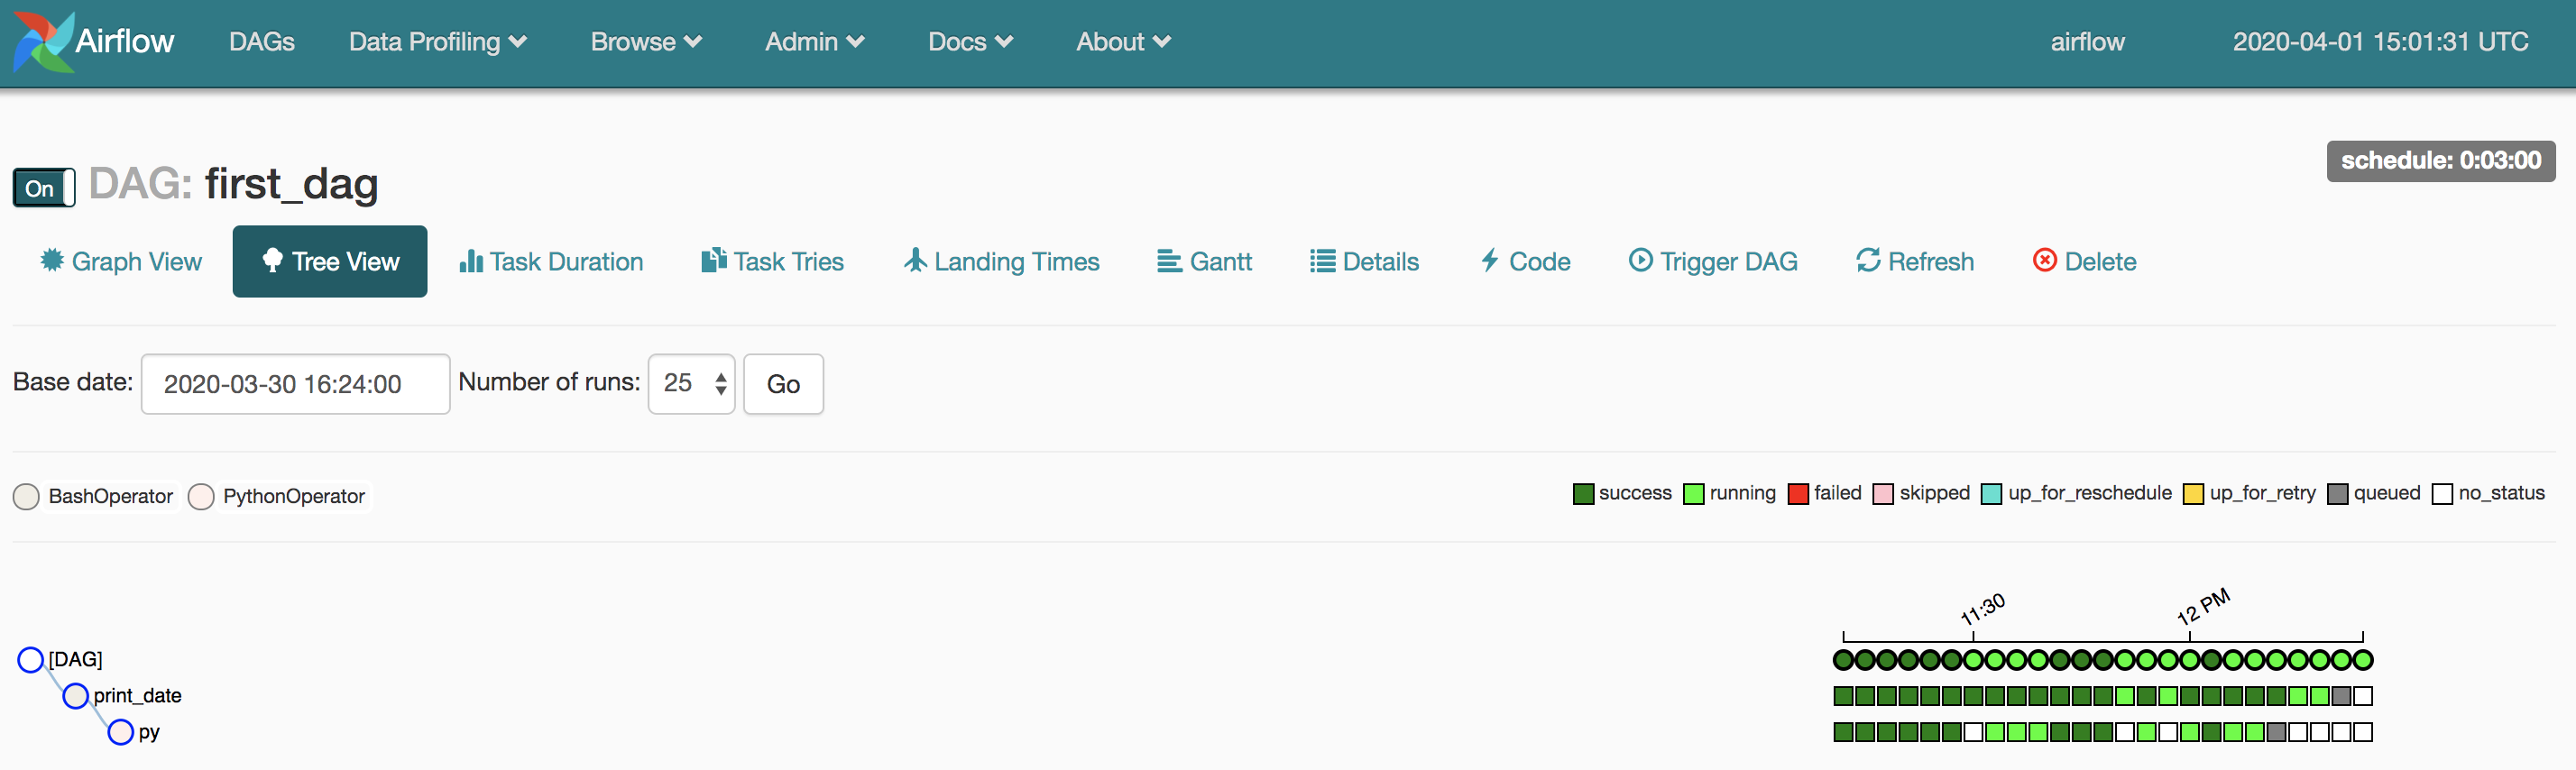 Airflow DAGs Data Profiling Browse Admin Docs About airflow 2020-04-01 15:01:31 UTC
schedule: 0:03:00
On DAG: first_dag
Graph View Tree View Task Duration Task Tries Landing Times Gantt Details Code Trigger DAG Refresh Delete
Base date: 2020-03-30 16:24:00 Number of runs: 25 Go
BashOperator PythonOperator success running failed skipped up_for_reschedule up_for_retry queued no_status
11:30 12 PM
[DAG]
print_date
py